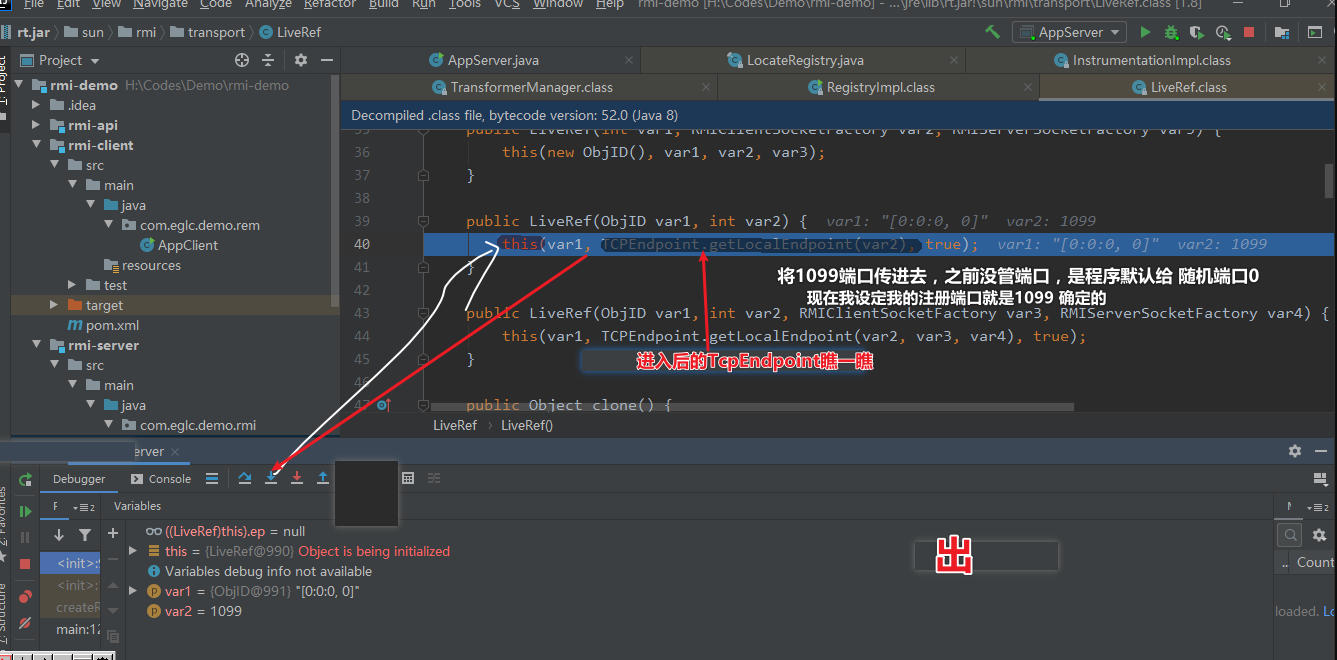 File Edit View Navigate Code Analyze Refactor Build Run Tools VCS Window Help rmi-demo [H:\Codes\Demo\rmi-demo] - ...\jre\lib\rt.jar!\sun\rmi\transport\LiveRef.class [1.8]
rt.jar sun rmi transport LiveRef
AppServer
Project
1: Project
AppServer.java LocateRegistry.java InstrumentationImpl.class
TransformerManager.class RegistryImpl.class LiveRef.class
rmi-demo H:\Codes\Demo\rmi-demo
.idea
rmi-api
rmi-client
src
main
java
com.eglc.demo.rem
AppClient
resources
test
target
pom.xml
rmi-server
src
main
java
com.eglc.demo.rmi
Decompiled .class file, bytecode version: 52.0 (Java 8)
35 public LiveRef(int var1, RMIClientSocketFactory var2, RMIServerSocketFactory var3) {
36 this(new ObjID(), var1, var2, var3);
37 }
38
39 public LiveRef(ObjID var1, int var2) { var1: "[0:0:0, 0]" var2: 1099
40 this(var1, TCPEndpoint.getLocalEndpoint(var2), true); var1: "[0:0:0, 0]" var2: 1099
41 }
将1099端口传进去，之前没管端口，是程序默认给 随机端口0
42
现在我设定我的注册端口就是1099 确定的
43 public LiveRef(ObjID var1, int var2, RMIClientSocketFactory var3, RMIServerSocketFactory var4) {
44 this(var1, TCPEndpoint.getLocalEndpoint(var2, var3, var4), true);
45 }
进入后的TcpEndpoint瞧一瞧
46
47 public Object clone() {
LiveRef LiveRef()
erver
Debugger Console
Variables
((LiveRef)this).ep = null
this = {LiveRef@990} Object is being initialized
Variables debug info not available
var1 = {ObjID@991} "[0:0:0, 0]"
var2 = 1099
<init>:
<init>:
createR
main:12
出
.. Count
loaded. Lo
2: Favorites
7: Structure